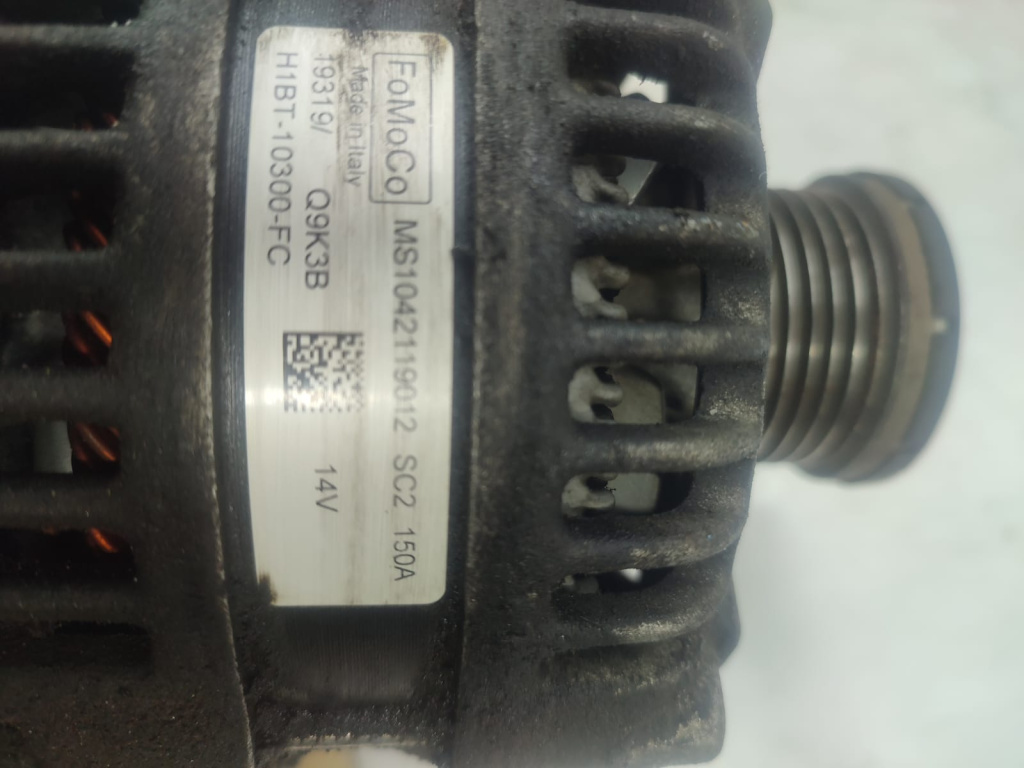 FoMoCo MS1042119012 SC2 150A
Made in Italy
19319/ Q9K3B 14V
H1BT-10300-FC